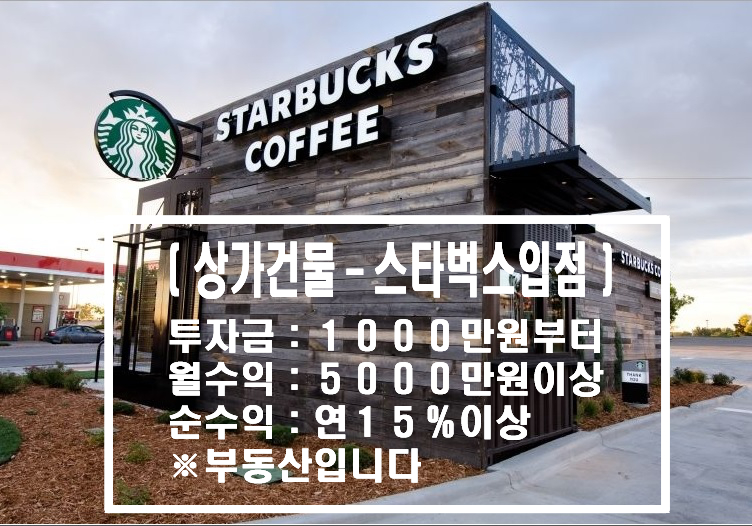 STARBUCKS
COFFEE
STARBUCKS CO
THANK
YOU
( 상가건물 - 스타벅스입점 )
투자금 : １０００만원부터
월수익 : ５０００만원이상
순수익 : 연１５%이상
※부동산입니다